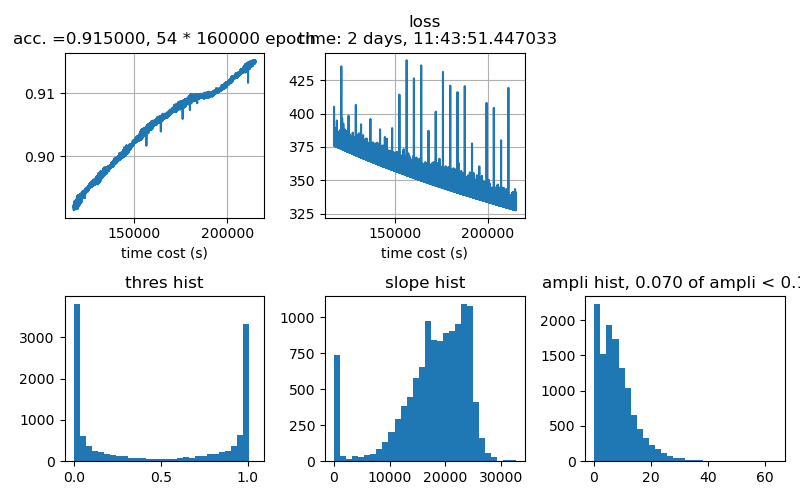 loss
acc. =0.915000, 54 * 160000 epoch time: 2 days, 11:43:51.447033
0.91
0.90
150000 200000
time cost (s)
425
400
375
350
325
150000 200000
time cost (s)
thres hist
3000
2000
1000
0
0.0 0.5 1.0
slope hist
1000
750
500
250
0
0 10000 20000 30000
ampli hist, 0.070 of ampli < 0.1
2000
1500
1000
500
0
0 20 40 60